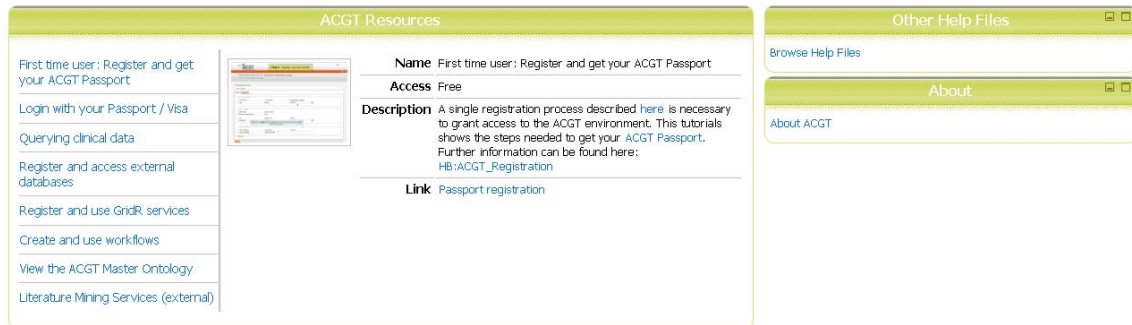 ACGT Resources
First time user: Register and get
your ACGT Passport
Login with your Passport / Visa
Querying clinical data
Register and access external
databases
Register and use GridR services
Create and use workflows
View the ACGT Master Ontology
Literature Mining Services (external)
Name First time user: Register and get your ACGT Passport
Access Free
Description A single registration process described here is necessary
to grant access to the ACGT environment. This tutorials
shows the steps needed to get your ACGT Passport.
Further information can be found here:
HB:ACGT_Registration
Link Passport registration
Other Help Files
Browse Help Files
About
About ACGT